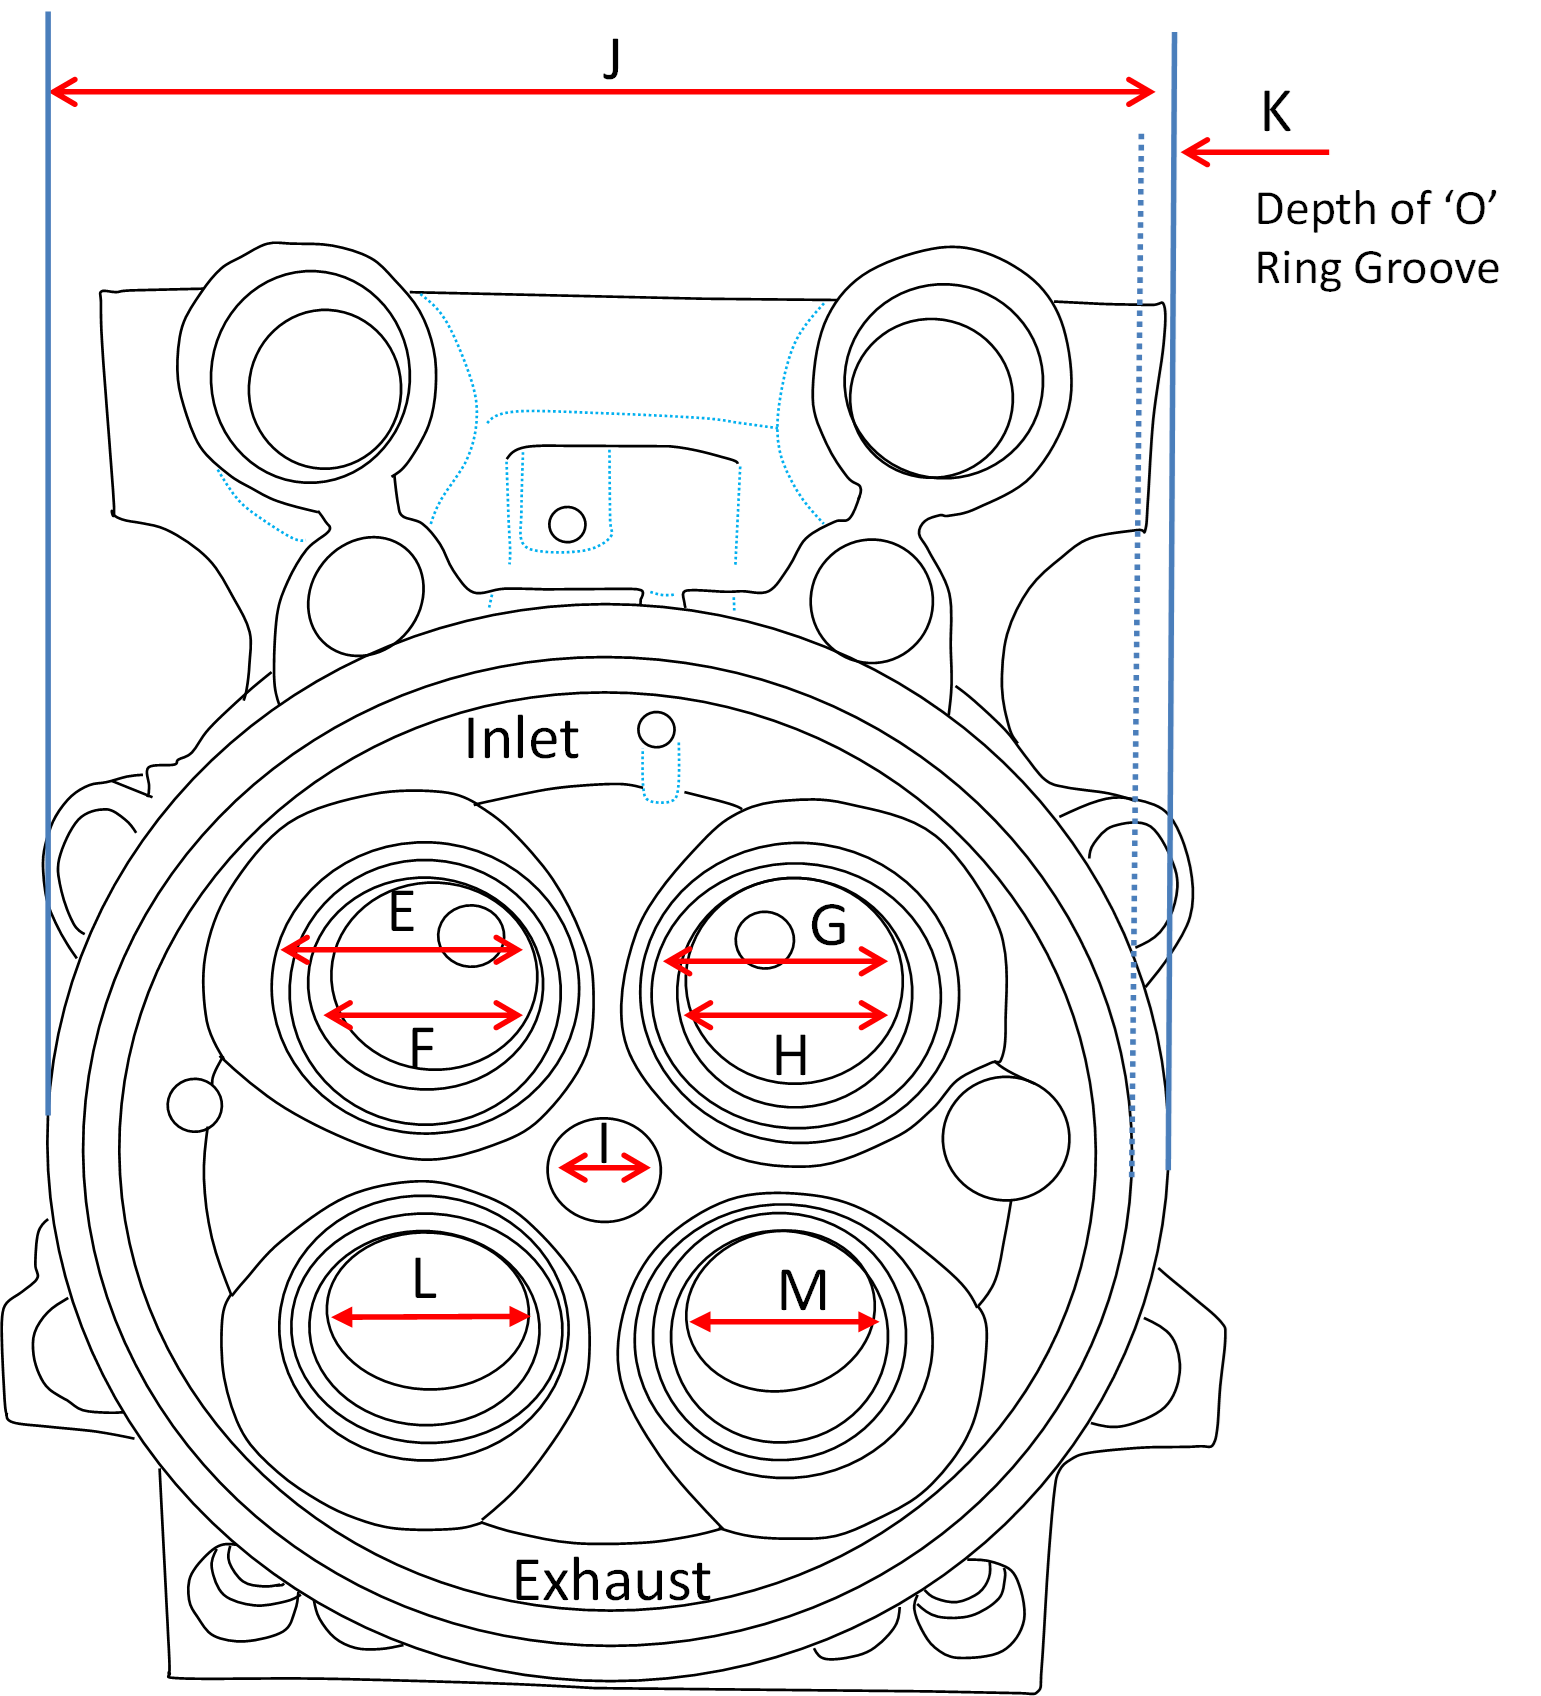 J
K
Depth of ‘O’
Ring Groove
Inlet
E
G
F
H
I
L
M
Exhaust